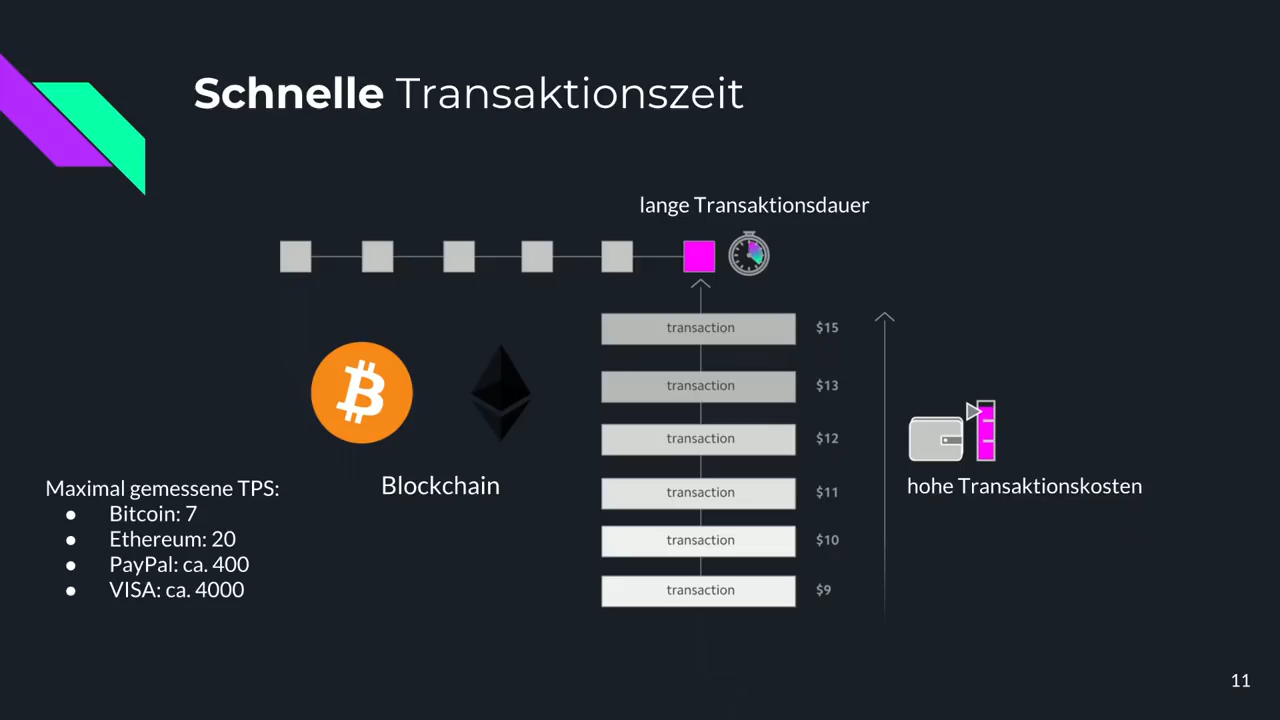 Schnelle Transaktionszeit
lange Transaktionsdauer
transaction $15
transaction $13
transaction $12
transaction $11
transaction $10
transaction $9
hohe Transaktionskosten
Blockchain
Maximal gemessene TPS:
● Bitcoin: 7
● Ethereum: 20
● PayPal: ca. 400
● VISA: ca. 4000
11